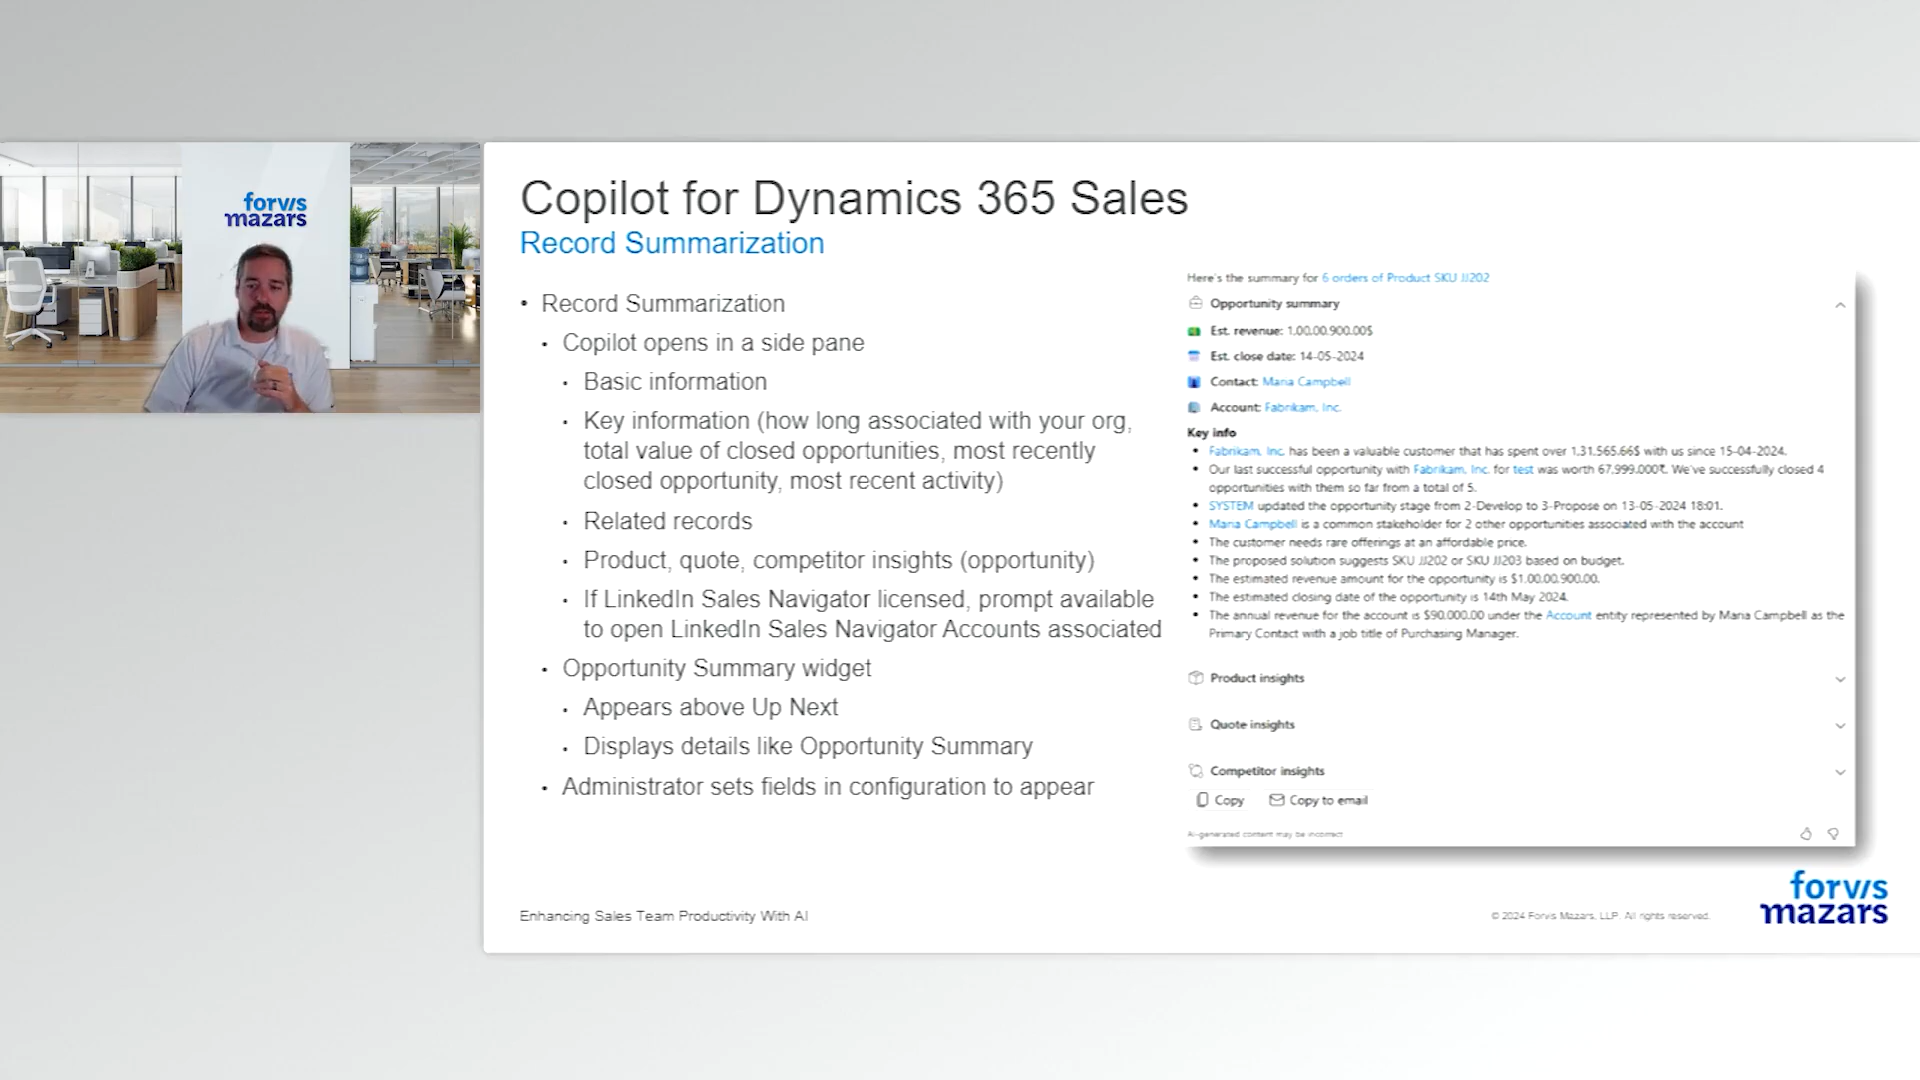 forvis
mazars
Copilot for Dynamics 365 Sales
Record Summarization
• Record Summarization
• Copilot opens in a side pane
• Basic information
• Key information (how long associated with your org,
total value of closed opportunities, most recently
closed opportunity, most recent activity)
• Related records
• Product, quote, competitor insights (opportunity)
• If LinkedIn Sales Navigator licensed, prompt available
to open LinkedIn Sales Navigator Accounts associated
• Opportunity Summary widget
• Appears above Up Next
• Displays details like Opportunity Summary
• Administrator sets fields in configuration to appear
Here's the summary for 6 orders of Product SKU JJ202
Opportunity summary
Est. revenue: 1,00,00,900.00$
Est. close date: 14-05-2024
Contact: Maria Campbell
Account: Fabrikam, Inc.
Key info
• Fabrikam, Inc. has been a valuable customer that has spent over 1,31,565.66$ with us since 15-04-2024.
• Our last successful opportunity with Fabrikam, Inc. for test was worth 67,999.000₹. We've successfully closed 4
opportunities with them so far from a total of 5.
• SYSTEM updated the opportunity stage from 2-Develop to 3-Propose on 13-05-2024 18:01.
• Maria Campbell is a common stakeholder for 2 other opportunities associated with the account
• The customer needs rare offerings at an affordable price.
• The proposed solution suggests SKU JJ202 or SKU JJ203 based on budget.
• The estimated revenue amount for the opportunity is $1,00,00,900.00.
• The estimated closing date of the opportunity is 14th May 2024.
• The annual revenue for the account is $90,000.00 under the Account entity represented by Maria Campbell as the
Primary Contact with a job title of Purchasing Manager.
Product insights
Quote insights
Competitor insights
Copy Copy to email
AI-generated content may be incorrect
Enhancing Sales Team Productivity With AI
© 2024 Forvis Mazars, LLP. All rights reserved.
forvis
mazars